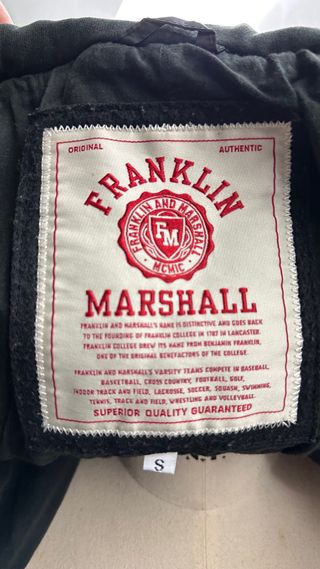 ORIGINAL AUTHENTIC
FRANKLIN
FRANKLIN AND MARSHALL
FM
MCMIC
MARSHALL
FRANKLIN AND MARSHALL'S NAME IS DISTINCTIVE AND GOES BACK
TO THE FOUNDING OF FRANKLIN COLLEGE IN 1787 IN LANCASTER.
FRANKLIN COLLEGE DREW ITS NAME FROM BENJAMIN FRANKLIN,
ONE OF THE ORIGINAL BENEFACTORS OF THE COLLEGE.
FRANKLIN AND MARSHALL'S VARSITY TEAMS COMPETE IN BASEBALL,
BASKETBALL, CROSS COUNTRY, FOOTBALL, GOLF,
INDOOR TRACK AND FIELD, LACROSSE, SOCCER, SQUASH, SWIMMING,
TENNIS, TRACK AND FIELD, WRESTLING AND VOLLEYBALL.
SUPERIOR QUALITY GUARANTEED
S